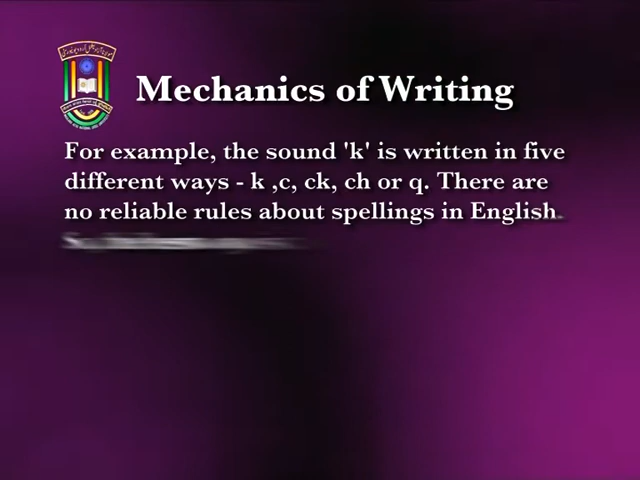 Mechanics of Writing
For example, the sound 'k' is written in five
different ways - k ,c, ck, ch or q. There are
no reliable rules about spellings in English.